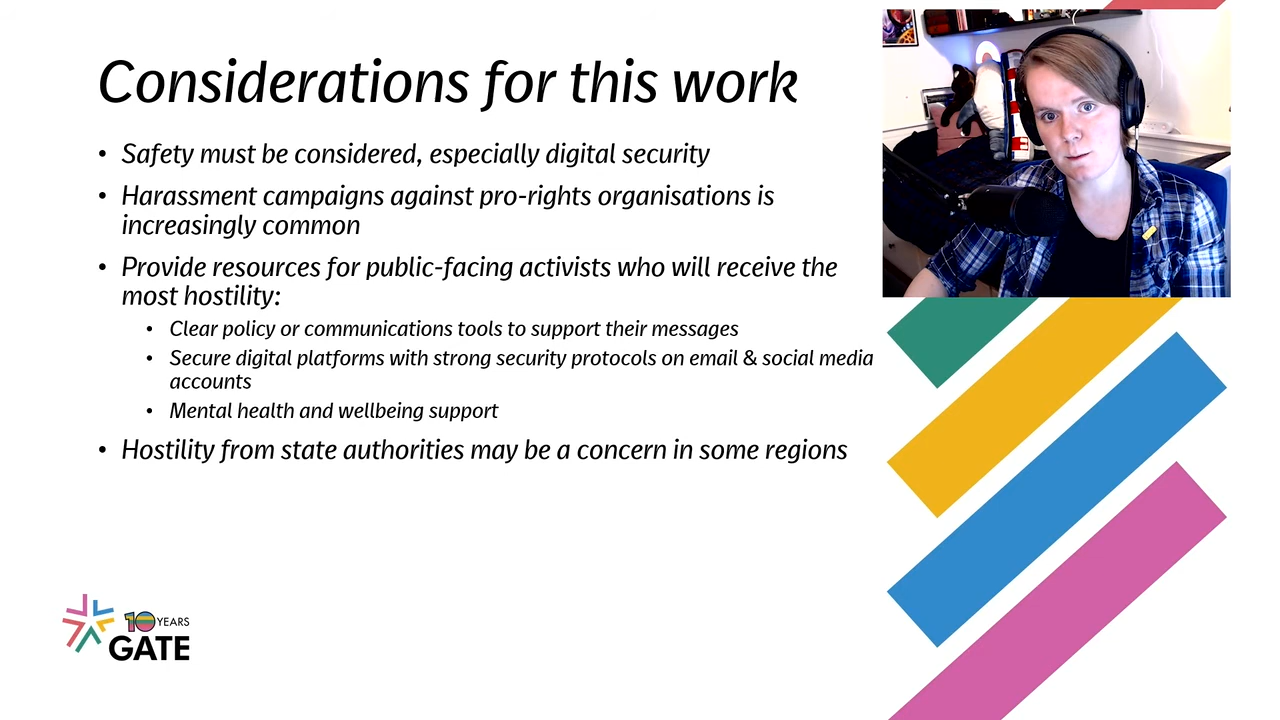 Considerations for this work
• Safety must be considered, especially digital security
• Harassment campaigns against pro-rights organisations is
increasingly common
• Provide resources for public-facing activists who will receive the
most hostility:
• Clear policy or communications tools to support their messages
• Secure digital platforms with strong security protocols on email & social media
accounts
• Mental health and wellbeing support
• Hostility from state authorities may be a concern in some regions
10 YEARS
GATE